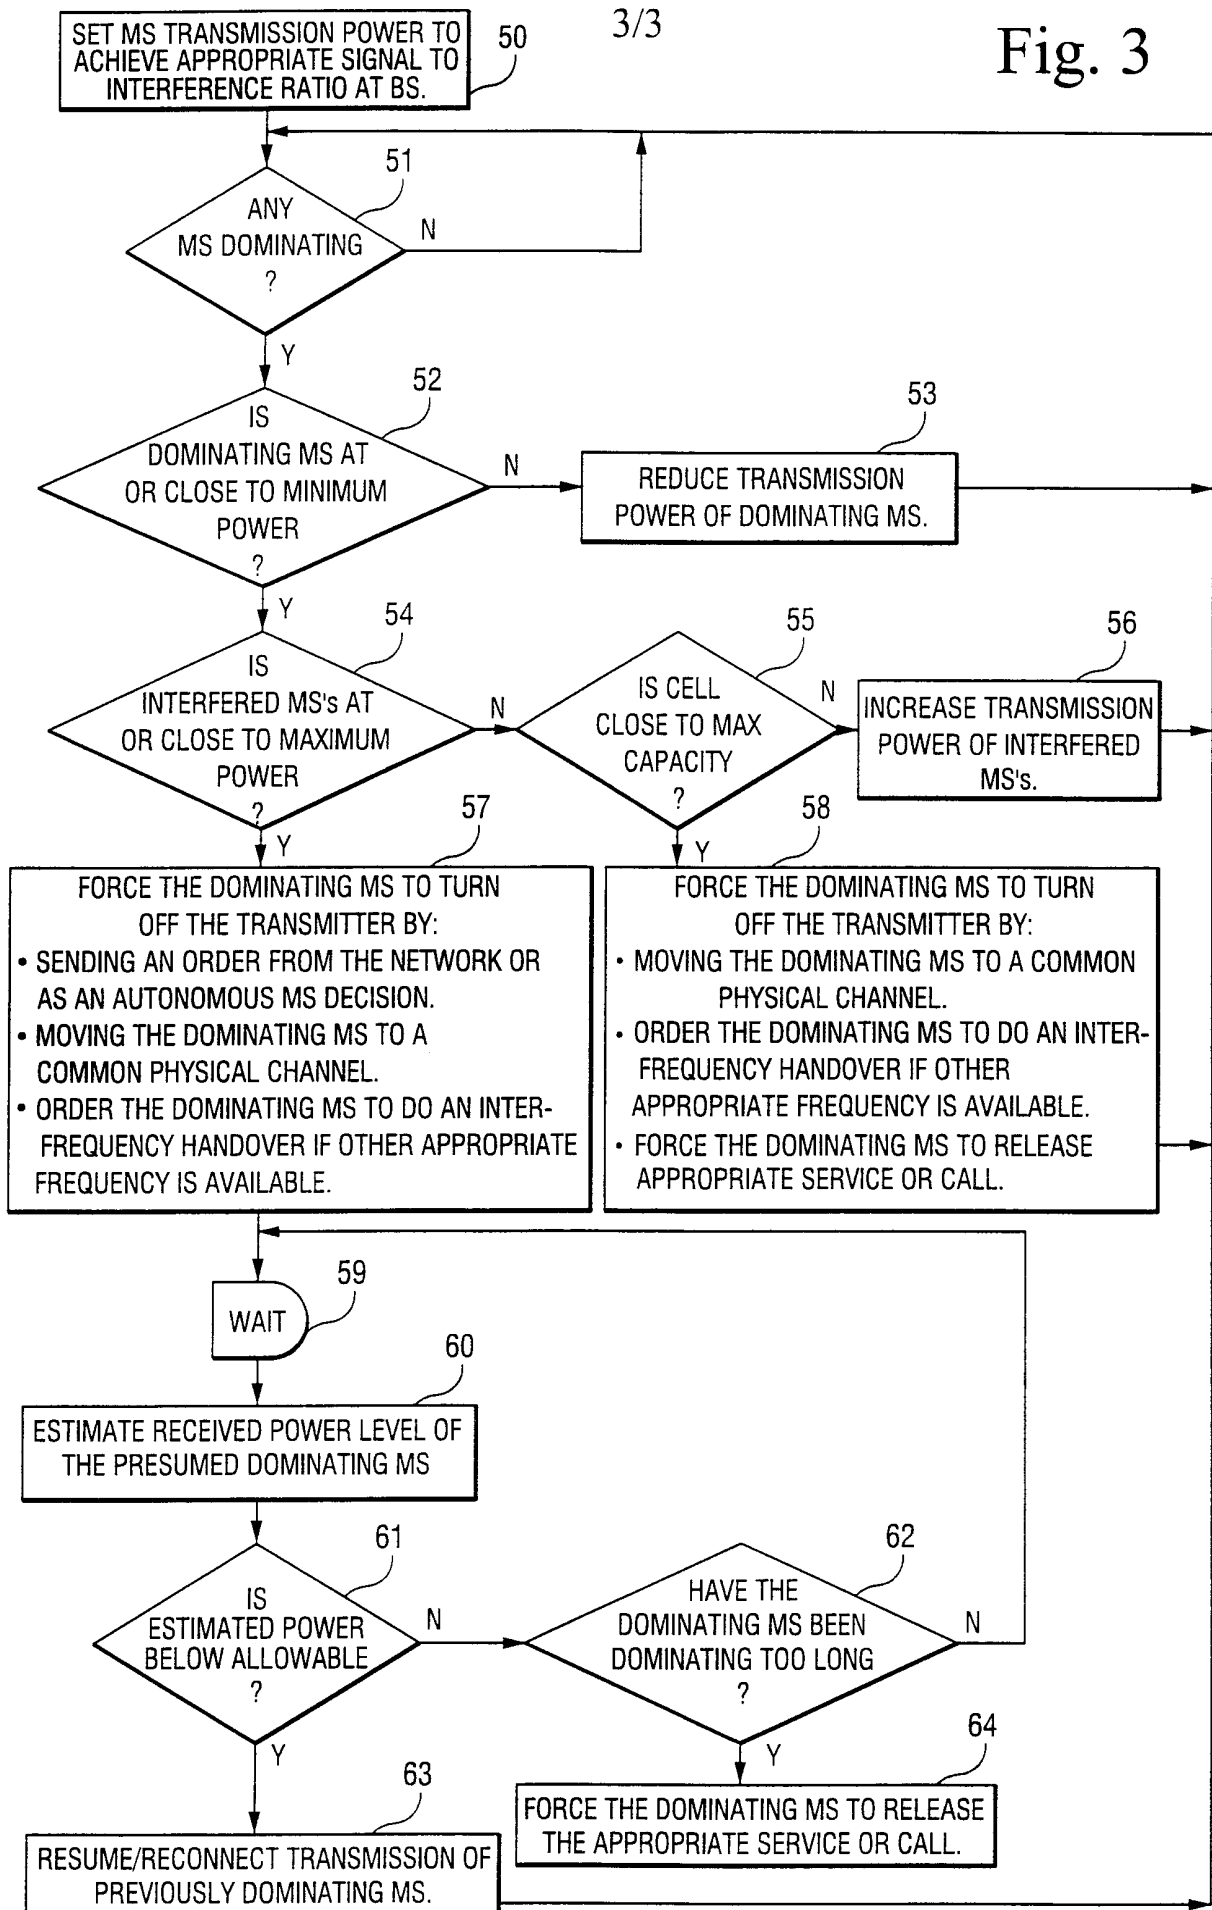 3/3
Fig. 3
SET MS TRANSMISSION POWER TO
ACHIEVE APPROPRIATE SIGNAL TO
INTERFERENCE RATIO AT BS.
50
51
ANY
MS DOMINATING
?
N
Y
52
IS
DOMINATING MS AT
OR CLOSE TO MINIMUM
POWER
?
N
Y
53
REDUCE TRANSMISSION
POWER OF DOMINATING MS.
54
IS
INTERFERED MS's AT
OR CLOSE TO MAXIMUM
POWER
?
N
Y
55
IS CELL
CLOSE TO MAX
CAPACITY
?
N
Y
56
INCREASE TRANSMISSION
POWER OF INTERFERED
MS's.
57
FORCE THE DOMINATING MS TO TURN
OFF THE TRANSMITTER BY:
• SENDING AN ORDER FROM THE NETWORK OR
AS AN AUTONOMOUS MS DECISION.
• MOVING THE DOMINATING MS TO A
COMMON PHYSICAL CHANNEL.
• ORDER THE DOMINATING MS TO DO AN INTER-
FREQUENCY HANDOVER IF OTHER APPROPRIATE
FREQUENCY IS AVAILABLE.
58
FORCE THE DOMINATING MS TO TURN
OFF THE TRANSMITTER BY:
• MOVING THE DOMINATING MS TO A COMMON
PHYSICAL CHANNEL.
• ORDER THE DOMINATING MS TO DO AN INTER-
FREQUENCY HANDOVER IF OTHER
APPROPRIATE FREQUENCY IS AVAILABLE.
• FORCE THE DOMINATING MS TO RELEASE
APPROPRIATE SERVICE OR CALL.
59
WAIT
60
ESTIMATE RECEIVED POWER LEVEL OF
THE PRESUMED DOMINATING MS
61
IS
ESTIMATED POWER
BELOW ALLOWABLE
?
N
Y
62
HAVE THE
DOMINATING MS BEEN
DOMINATING TOO LONG
?
N
Y
63
RESUME/RECONNECT TRANSMISSION OF
PREVIOUSLY DOMINATING MS.
64
FORCE THE DOMINATING MS TO RELEASE
THE APPROPRIATE SERVICE OR CALL.